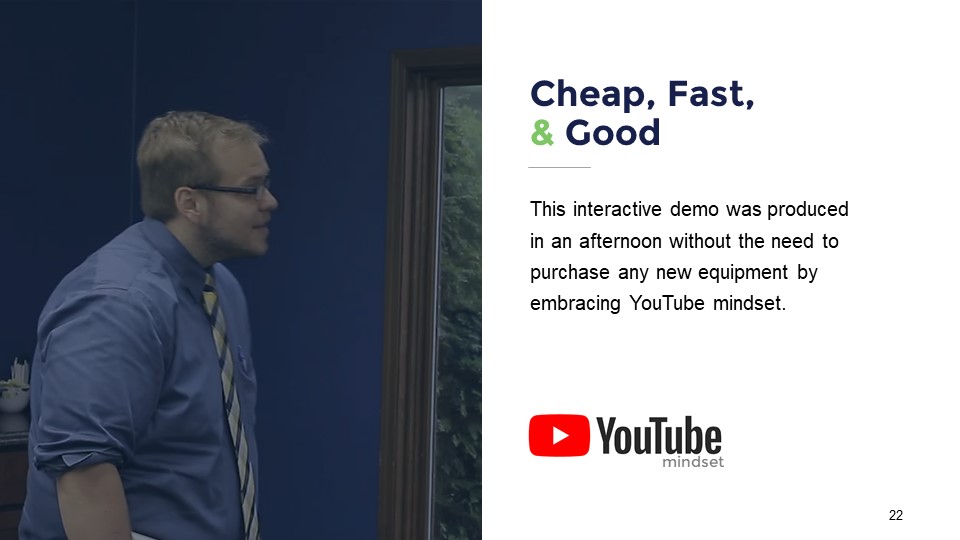 Cheap, Fast,
& Good
This interactive demo was produced
in an afternoon without the need to
purchase any new equipment by
embracing YouTube mindset.
YouTube
mindset
22